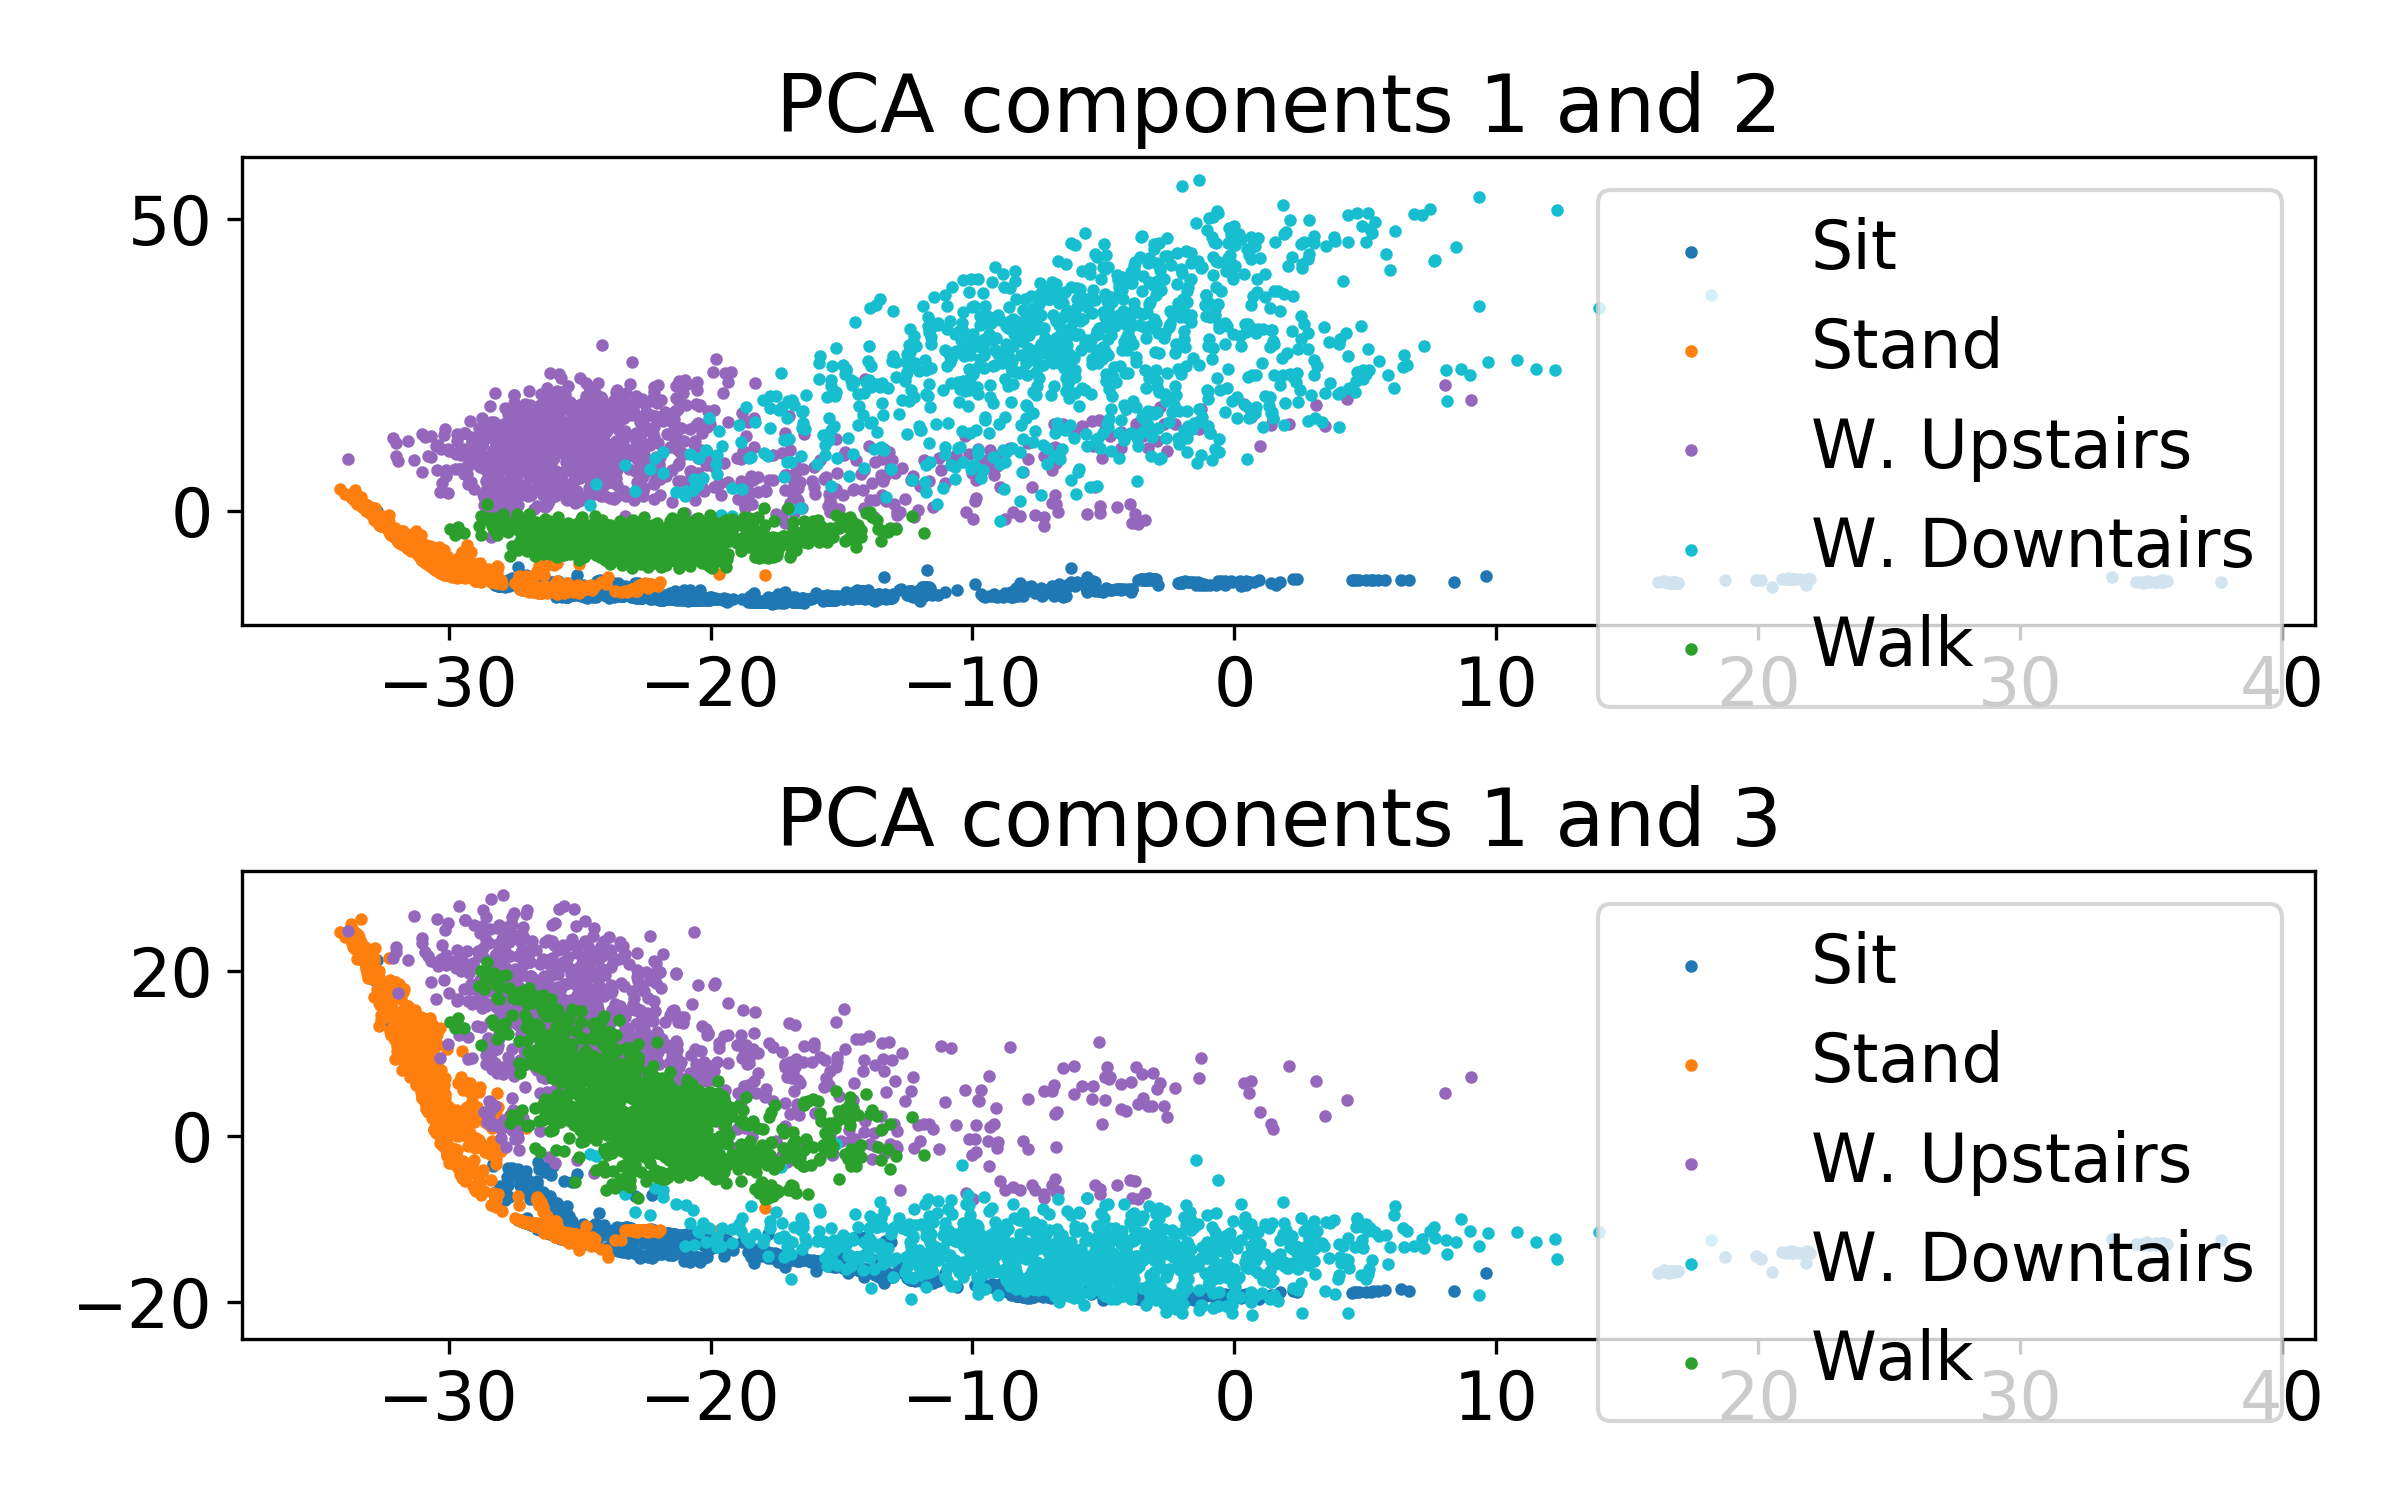 PCA components 1 and 2
50
0
Sit
Stand
W. Upstairs
W. Downtairs
Walk
−30 −20 −10 0 10 20 30 40
PCA components 1 and 3
20
0
−20
Sit
Stand
W. Upstairs
W. Downtairs
Walk
−30 −20 −10 0 10 20 30 40